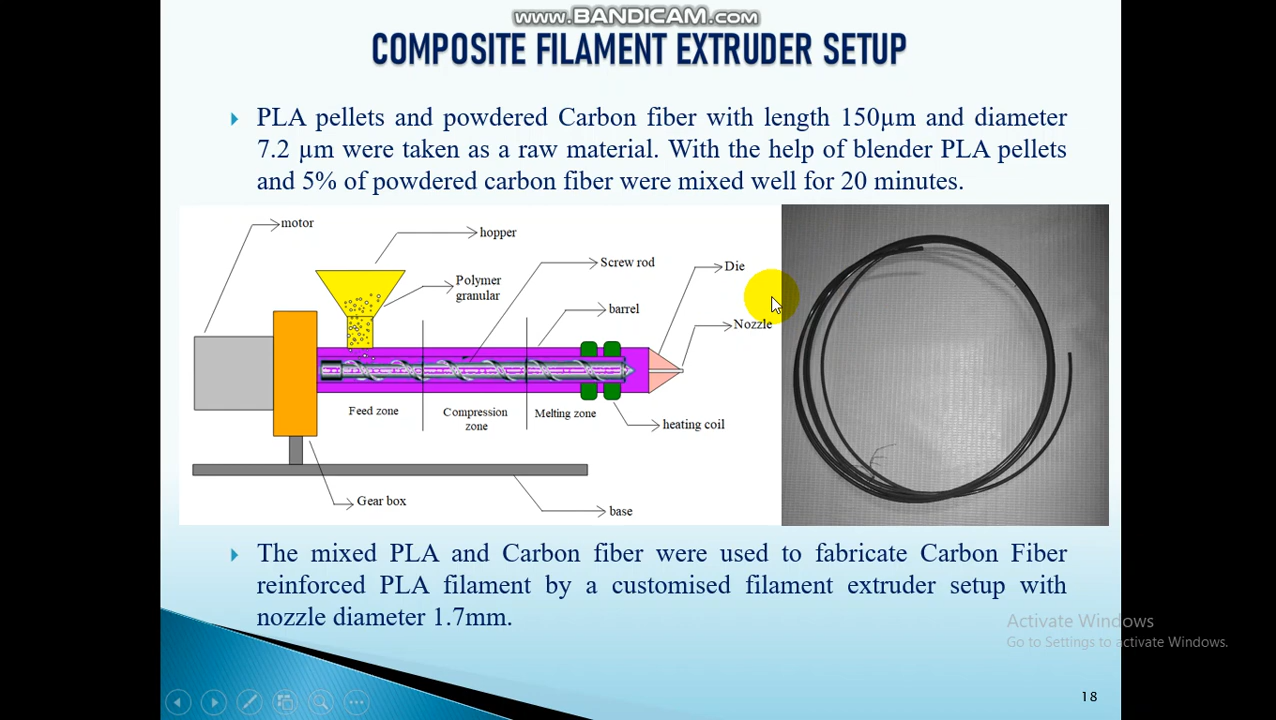 www.BANDICAM.com
COMPOSITE FILAMENT EXTRUDER SETUP
PLA pellets and powdered Carbon fiber with length 150µm and diameter
7.2 µm were taken as a raw material. With the help of blender PLA pellets
and 5% of powdered carbon fiber were mixed well for 20 minutes.
motor
hopper
Screw rod
Die
Polymer
granular
barrel
Nozzle
Feed zone
Compression
zone
Melting zone
heating coil
Gear box
base
The mixed PLA and Carbon fiber were used to fabricate Carbon Fiber
reinforced PLA filament by a customised filament extruder setup with
nozzle diameter 1.7mm.
Activate Windows
Go to Settings to activate Windows.
18